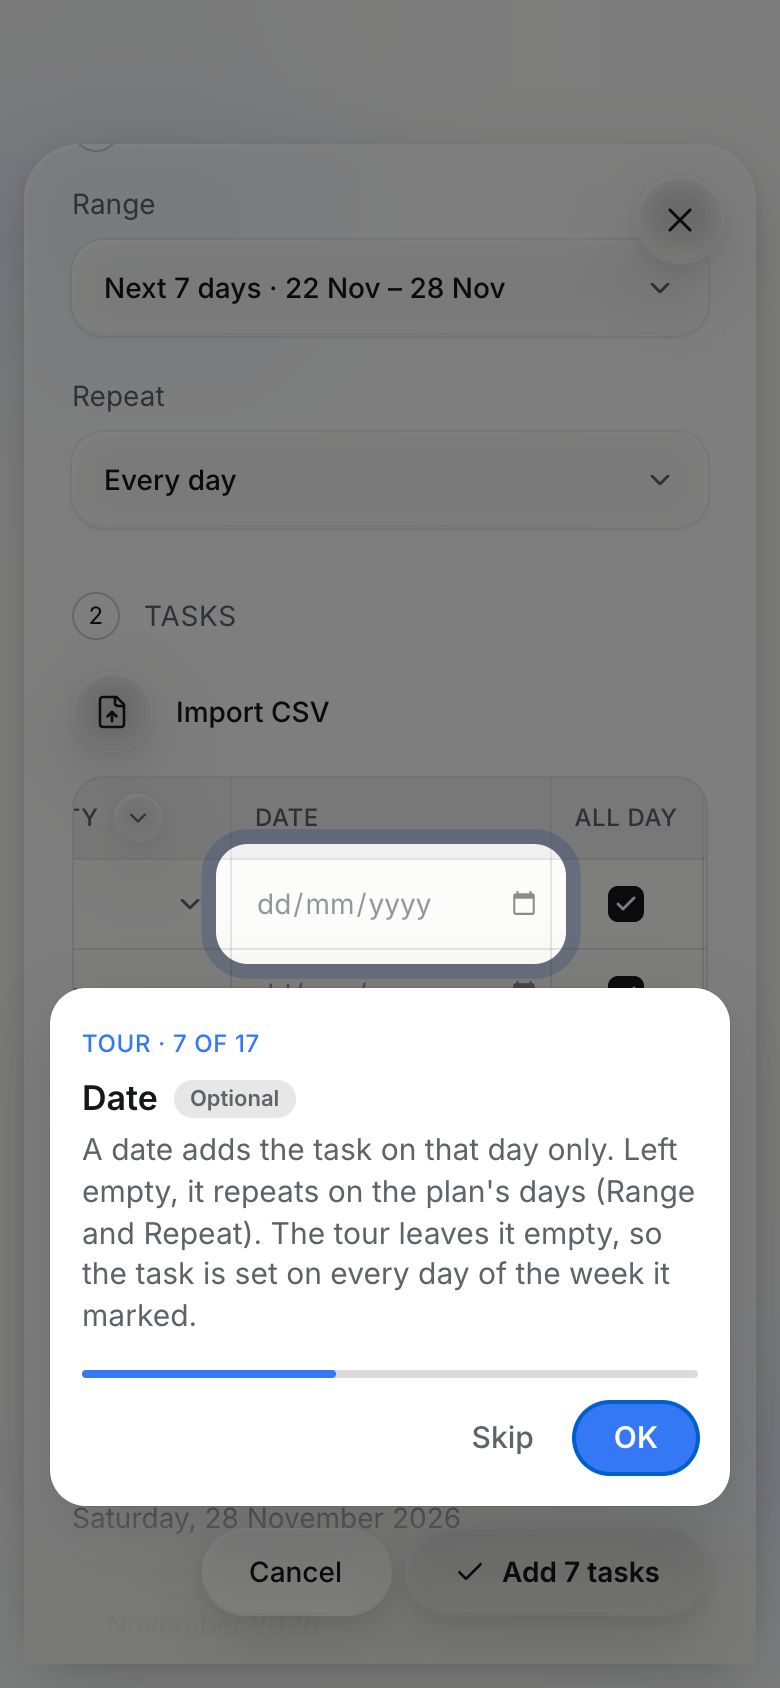 Range
Next 7 days · 22 Nov – 28 Nov
Repeat
Every day
2 TASKS
Import CSV
TY DATE ALL DAY
dd/mm/yyyy
TOUR · 7 OF 17
Date Optional
A date adds the task on that day only. Left
empty, it repeats on the plan's days (Range
and Repeat). The tour leaves it empty, so
the task is set on every day of the week it
marked.
Skip OK
Saturday, 28 November 2026
Cancel Add 7 tasks
November 2026